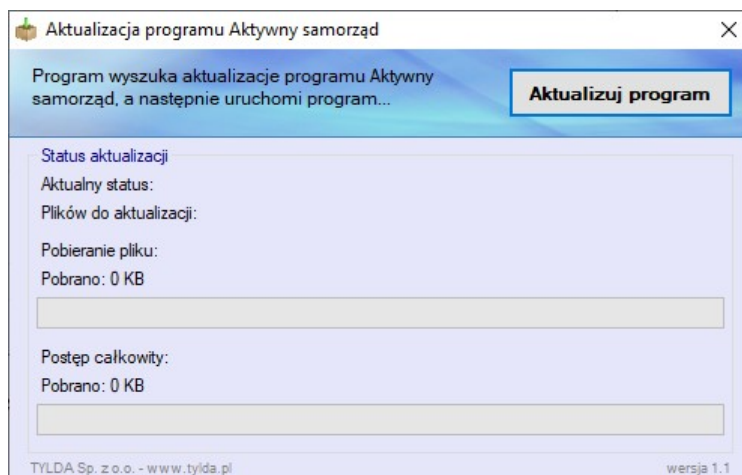 Aktualizacja programu Aktywny samorząd
Program wyszuka aktualizacje programu Aktywny
samorząd, a następnie uruchomi program...
Aktualizuj program
Status aktualizacji
Aktualny status:
Plików do aktualizacji:
Pobieranie pliku:
Pobrano: 0 KB
Postęp całkowity:
Pobrano: 0 KB
TYLDA Sp. z o.o. - www.tylda.pl
wersja 1.1